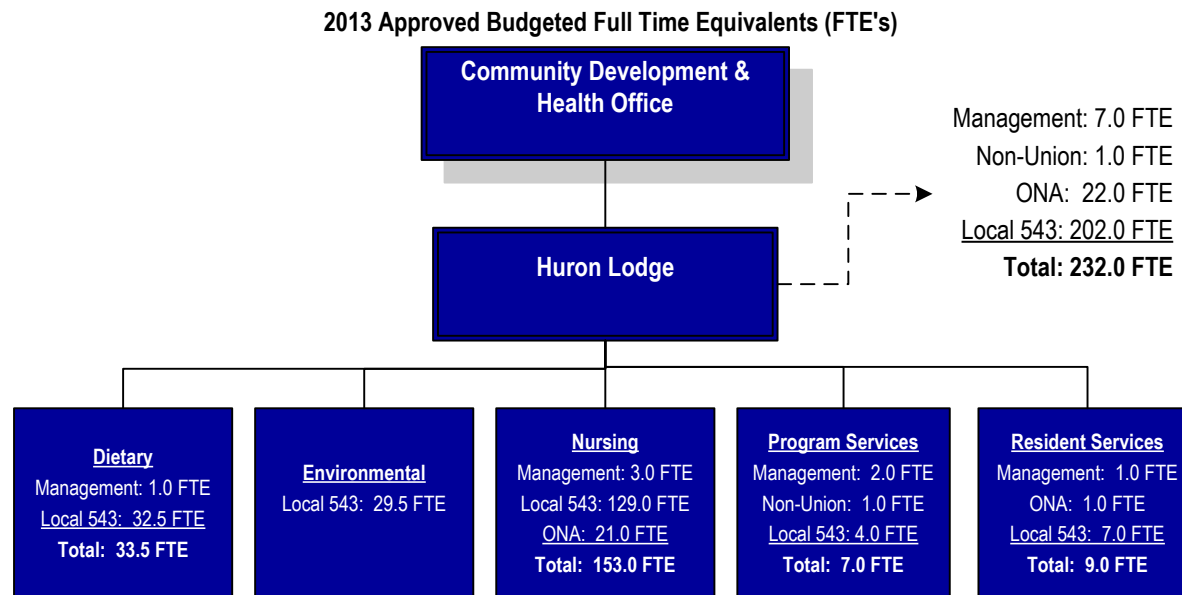 2013 Approved Budgeted Full Time Equivalents (FTE's)
Community Development &
Health Office
Management: 7.0 FTE
Non-Union: 1.0 FTE
ONA: 22.0 FTE
Local 543: 202.0 FTE
Total: 232.0 FTE
Huron Lodge
Dietary
Management: 1.0 FTE
Local 543: 32.5 FTE
Total: 33.5 FTE
Environmental
Local 543: 29.5 FTE
Nursing
Management: 3.0 FTE
Local 543: 129.0 FTE
ONA: 21.0 FTE
Total: 153.0 FTE
Program Services
Management: 2.0 FTE
Non-Union: 1.0 FTE
Local 543: 4.0 FTE
Total: 7.0 FTE
Resident Services
Management: 1.0 FTE
ONA: 1.0 FTE
Local 543: 7.0 FTE
Total: 9.0 FTE